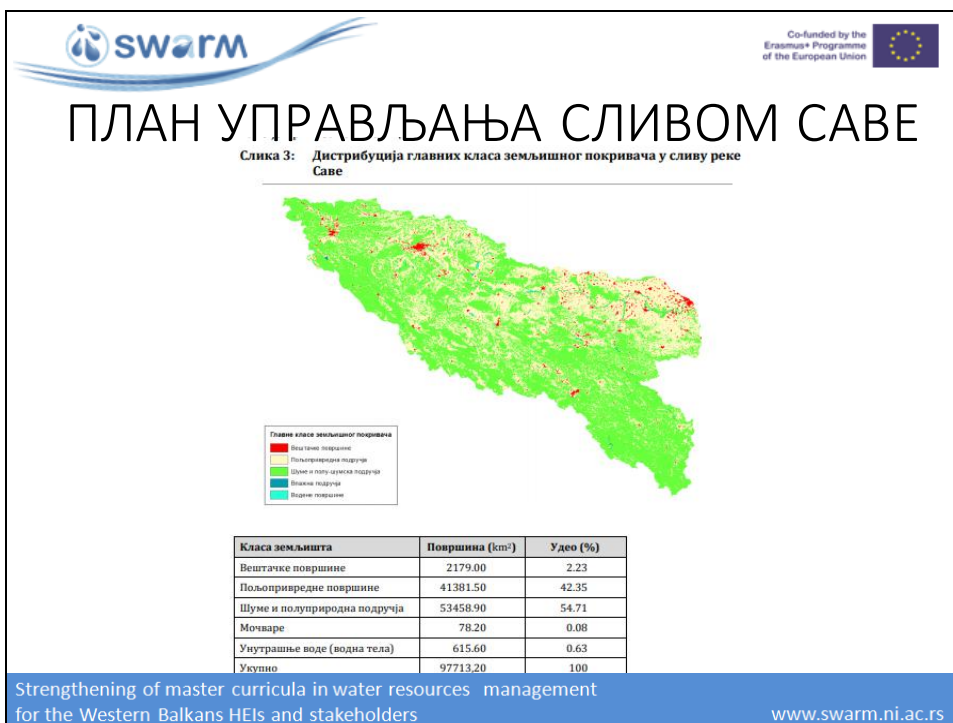 swarm
Co-funded by the
Erasmus+ Programme
of the European Union
ПЛАН УПРАВЉАЊА СЛИВОМ САВЕ
Слика 3: Дистрибуција главних класа земљишног покривача у сливу реке
Саве
Главне класе земљишног покривача
Вештачке површине
Пољопривредна подручја
Шуме и полу-шумска подручја
Влажна подручја
Водене површине
Класа земљишта Површина (km²) Удео (%)
Вештачке површине 2179.00 2.23
Пољопривредне површине 41381.50 42.35
Шуме и полуприродна подручја 53458.90 54.71
Мочваре 78.20 0.08
Унутрашње воде (водна тела) 615.60 0.63
Укупно 97713,20 100
Strengthening of master curricula in water resources management
for the Western Balkans HEIs and stakeholders
www.swarm.ni.ac.rs